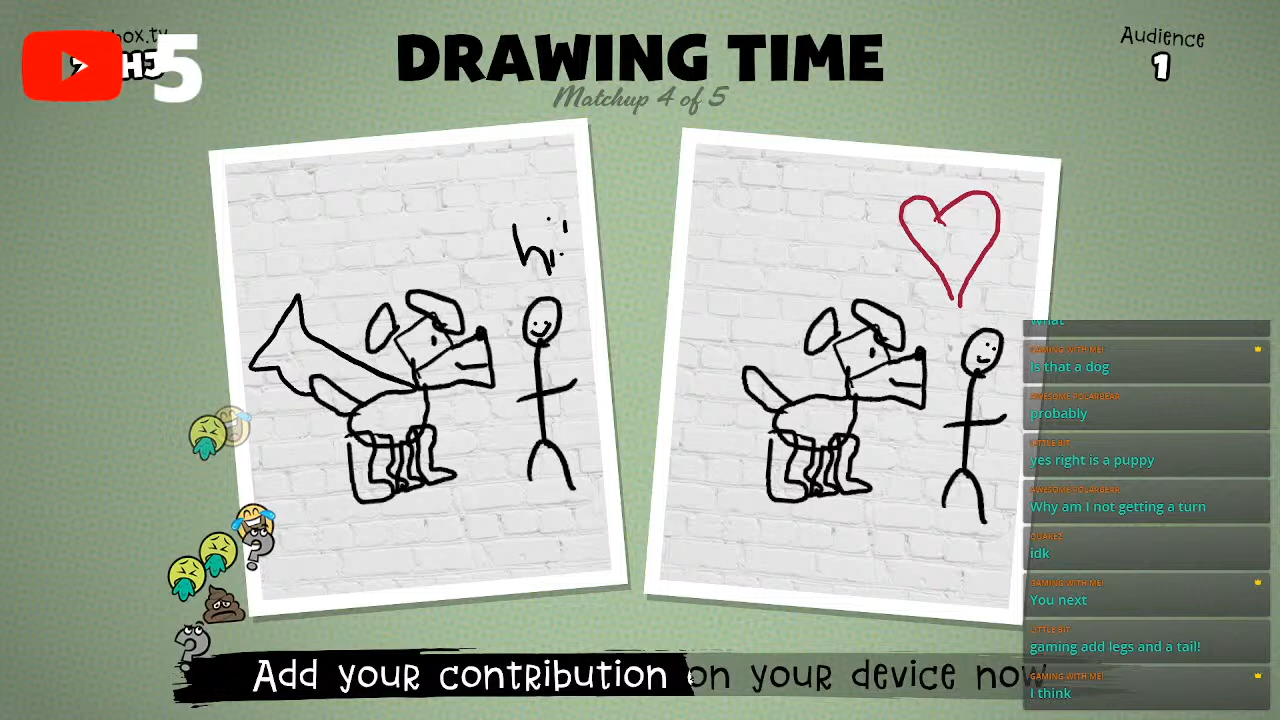 box.tv
HJ
5
DRAWING TIME
Matchup 4 of 5
Audience
1
hi!
what
GAMING WITH ME!
Is that a dog
AWESOME POLARBEAR
probably
LITTLE BIT
yes right is a puppy
AWESOME POLARBEAR
Why am I not getting a turn
idk
GAMING WITH ME!
You next
LITTLE BIT
gaming add legs and a tail!
GAMING WITH ME!
I think
Add your contribution on your device now